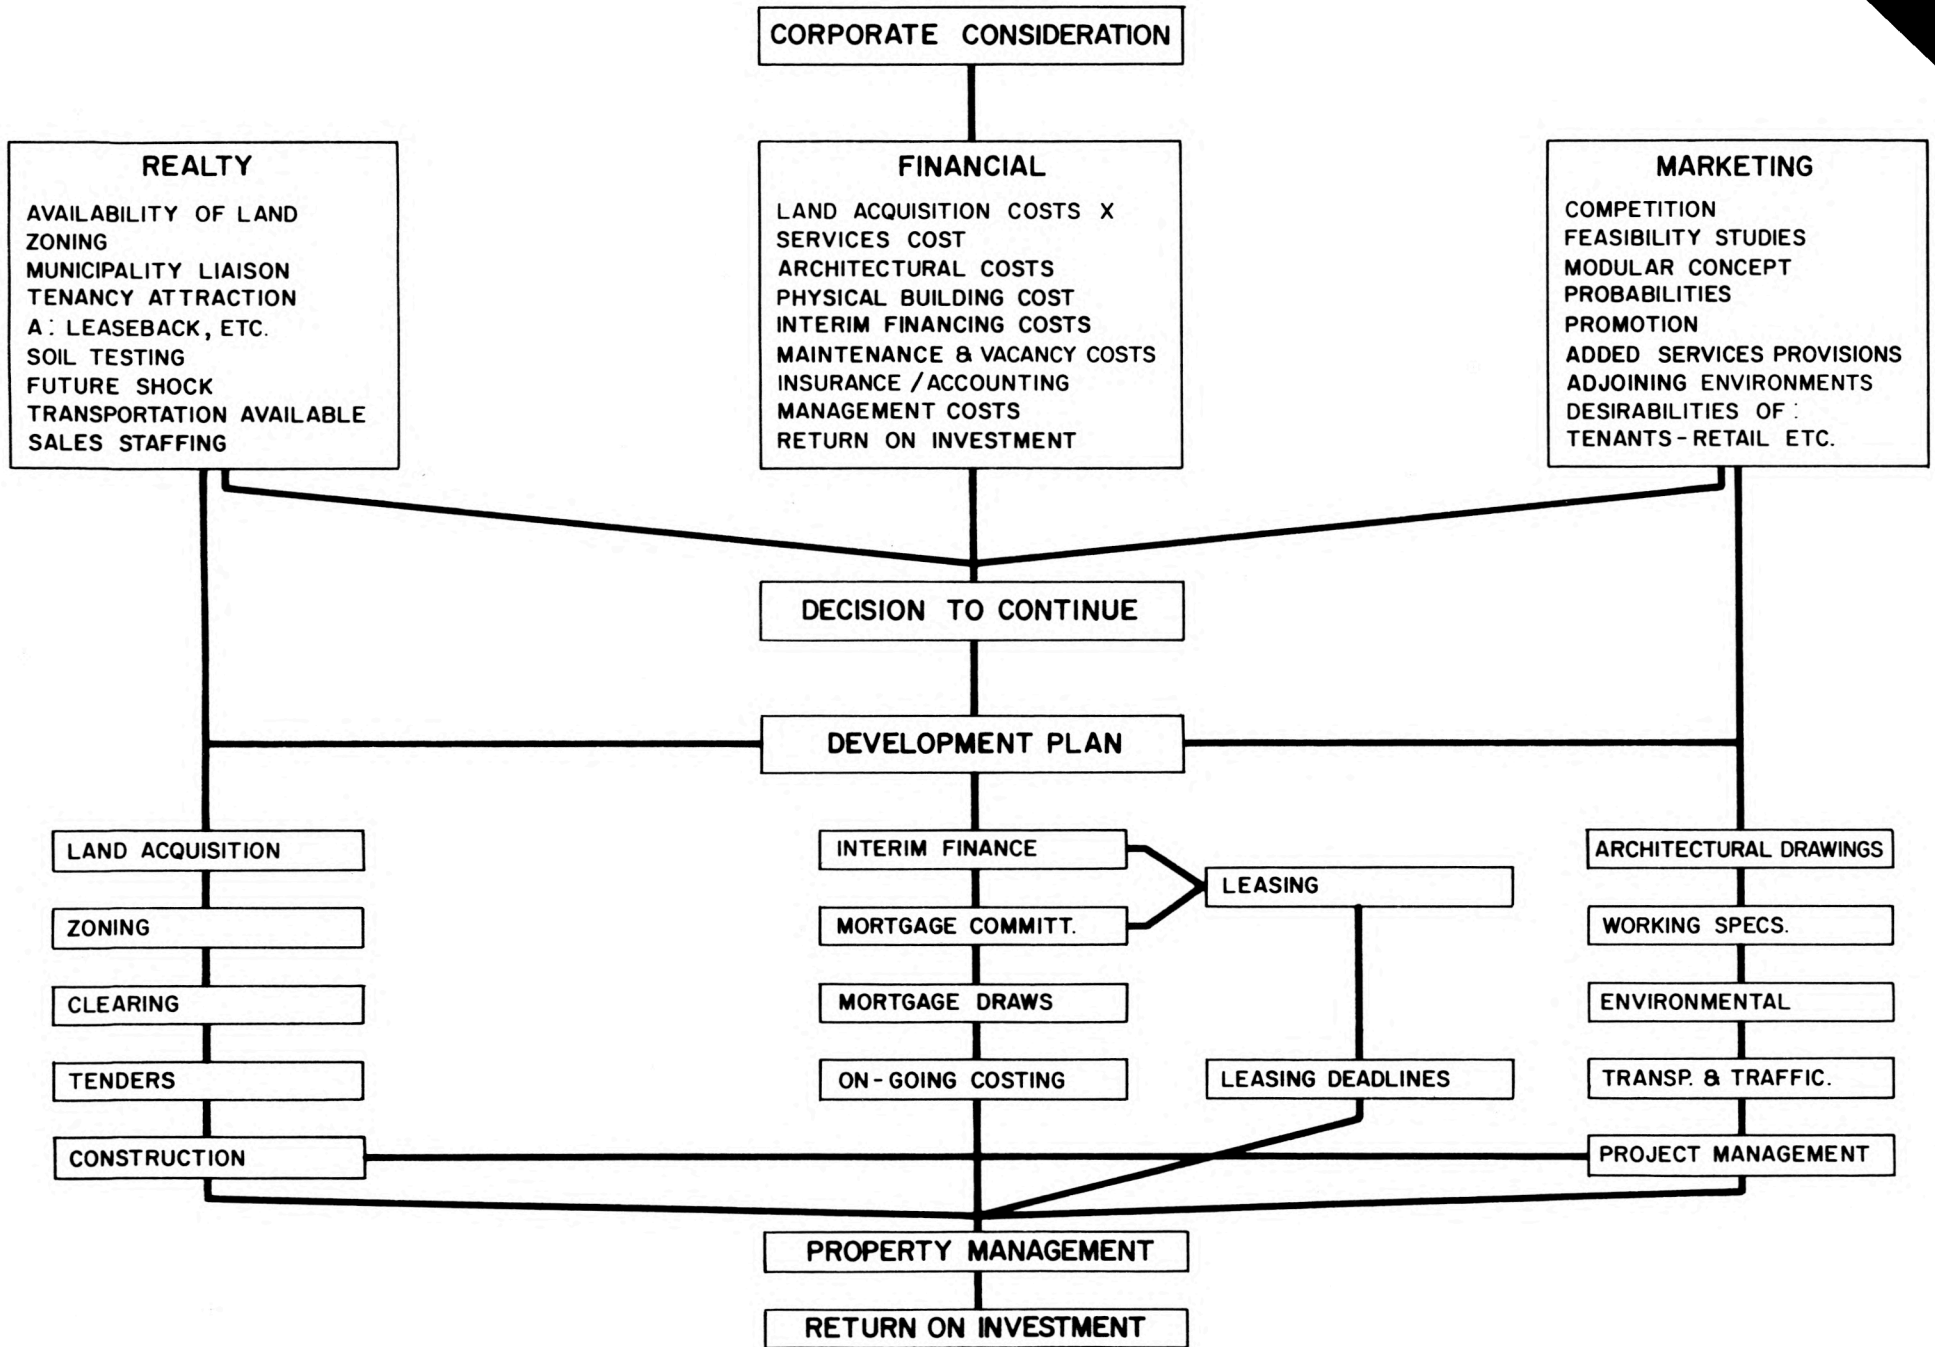 CORPORATE CONSIDERATION
REALTY
AVAILABILITY OF LAND
ZONING
MUNICIPALITY LIAISON
TENANCY ATTRACTION
A: LEASEBACK, ETC.
SOIL TESTING
FUTURE SHOCK
TRANSPORTATION AVAILABLE
SALES STAFFING
FINANCIAL
LAND ACQUISITION COSTS X
SERVICES COST
ARCHITECTURAL COSTS
PHYSICAL BUILDING COST
INTERIM FINANCING COSTS
MAINTENANCE & VACANCY COSTS
INSURANCE / ACCOUNTING
MANAGEMENT COSTS
RETURN ON INVESTMENT
MARKETING
COMPETITION
FEASIBILITY STUDIES
MODULAR CONCEPT
PROBABILITIES
PROMOTION
ADDED SERVICES PROVISIONS
ADJOINING ENVIRONMENTS
DESIRABILITIES OF:
TENANTS - RETAIL ETC.
DECISION TO CONTINUE
DEVELOPMENT PLAN
LAND ACQUISITION
ZONING
CLEARING
TENDERS
CONSTRUCTION
INTERIM FINANCE
MORTGAGE COMMITT.
MORTGAGE DRAWS
ON-GOING COSTING
LEASING
LEASING DEADLINES
ARCHITECTURAL DRAWINGS
WORKING SPECS.
ENVIRONMENTAL
TRANSP. & TRAFFIC.
PROJECT MANAGEMENT
PROPERTY MANAGEMENT
RETURN ON INVESTMENT